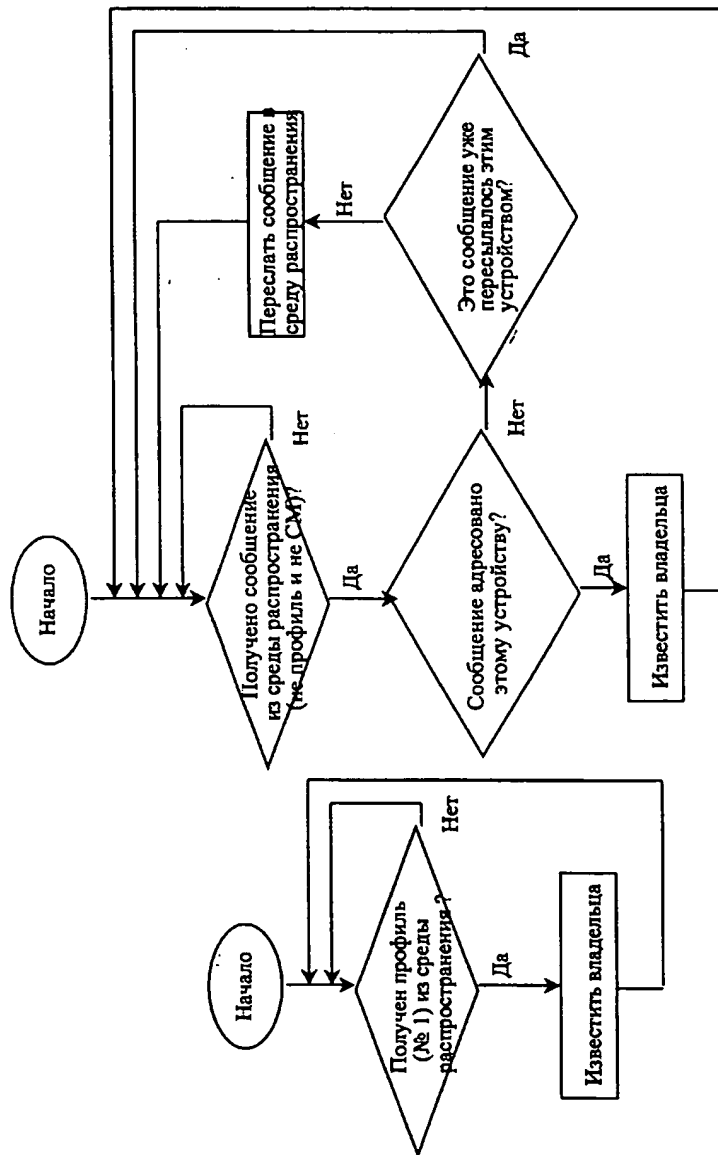 Начало
Получен профиль
(№ 1) из среды
распространения ?
Нет
Да
Известить владельца
Начало
Получено сообщение
из среды распространения
(не профиль и не СМ)?
Нет
Да
Сообщение адресовано
этому устройству?
Да
Известить владельца
Нет
Это сообщение уже
пересылалось этим
устройством?
Да
Нет
Переслать сообщение в
среду распространения